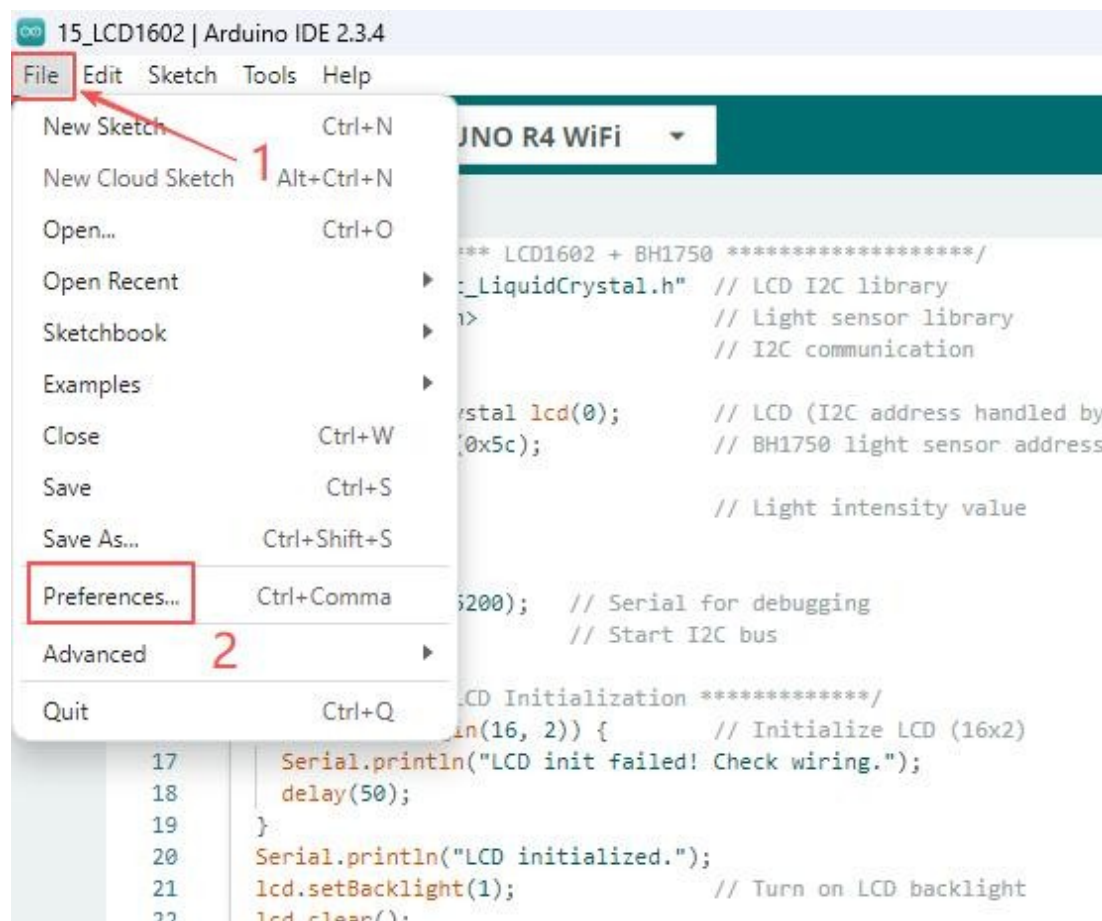 15_LCD1602 | Arduino IDE 2.3.4
File Edit Sketch Tools Help
New Sketch Ctrl+N
1
New Cloud Sketch Alt+Ctrl+N
Open... Ctrl+O
Open Recent
Sketchbook
Examples
Close Ctrl+W
Save Ctrl+S
Save As... Ctrl+Shift+S
Preferences... Ctrl+Comma
2
Advanced
Quit Ctrl+Q
UNO R4 WiFi
*** LCD1602 + BH1750 *******************/
t_LiquidCrystal.h" // LCD I2C library
h> // Light sensor library
// I2C communication
ystal lcd(0); // LCD (I2C address handled by
(0x5c); // BH1750 light sensor address
// Light intensity value
5200); // Serial for debugging
// Start I2C bus
LCD Initialization *************/
in(16, 2)) { // Initialize LCD (16x2)
17 Serial.println("LCD init failed! Check wiring.");
18 delay(50);
19 }
20 Serial.println("LCD initialized.");
21 lcd.setBacklight(1); // Turn on LCD backlight
22 lcd.clear();